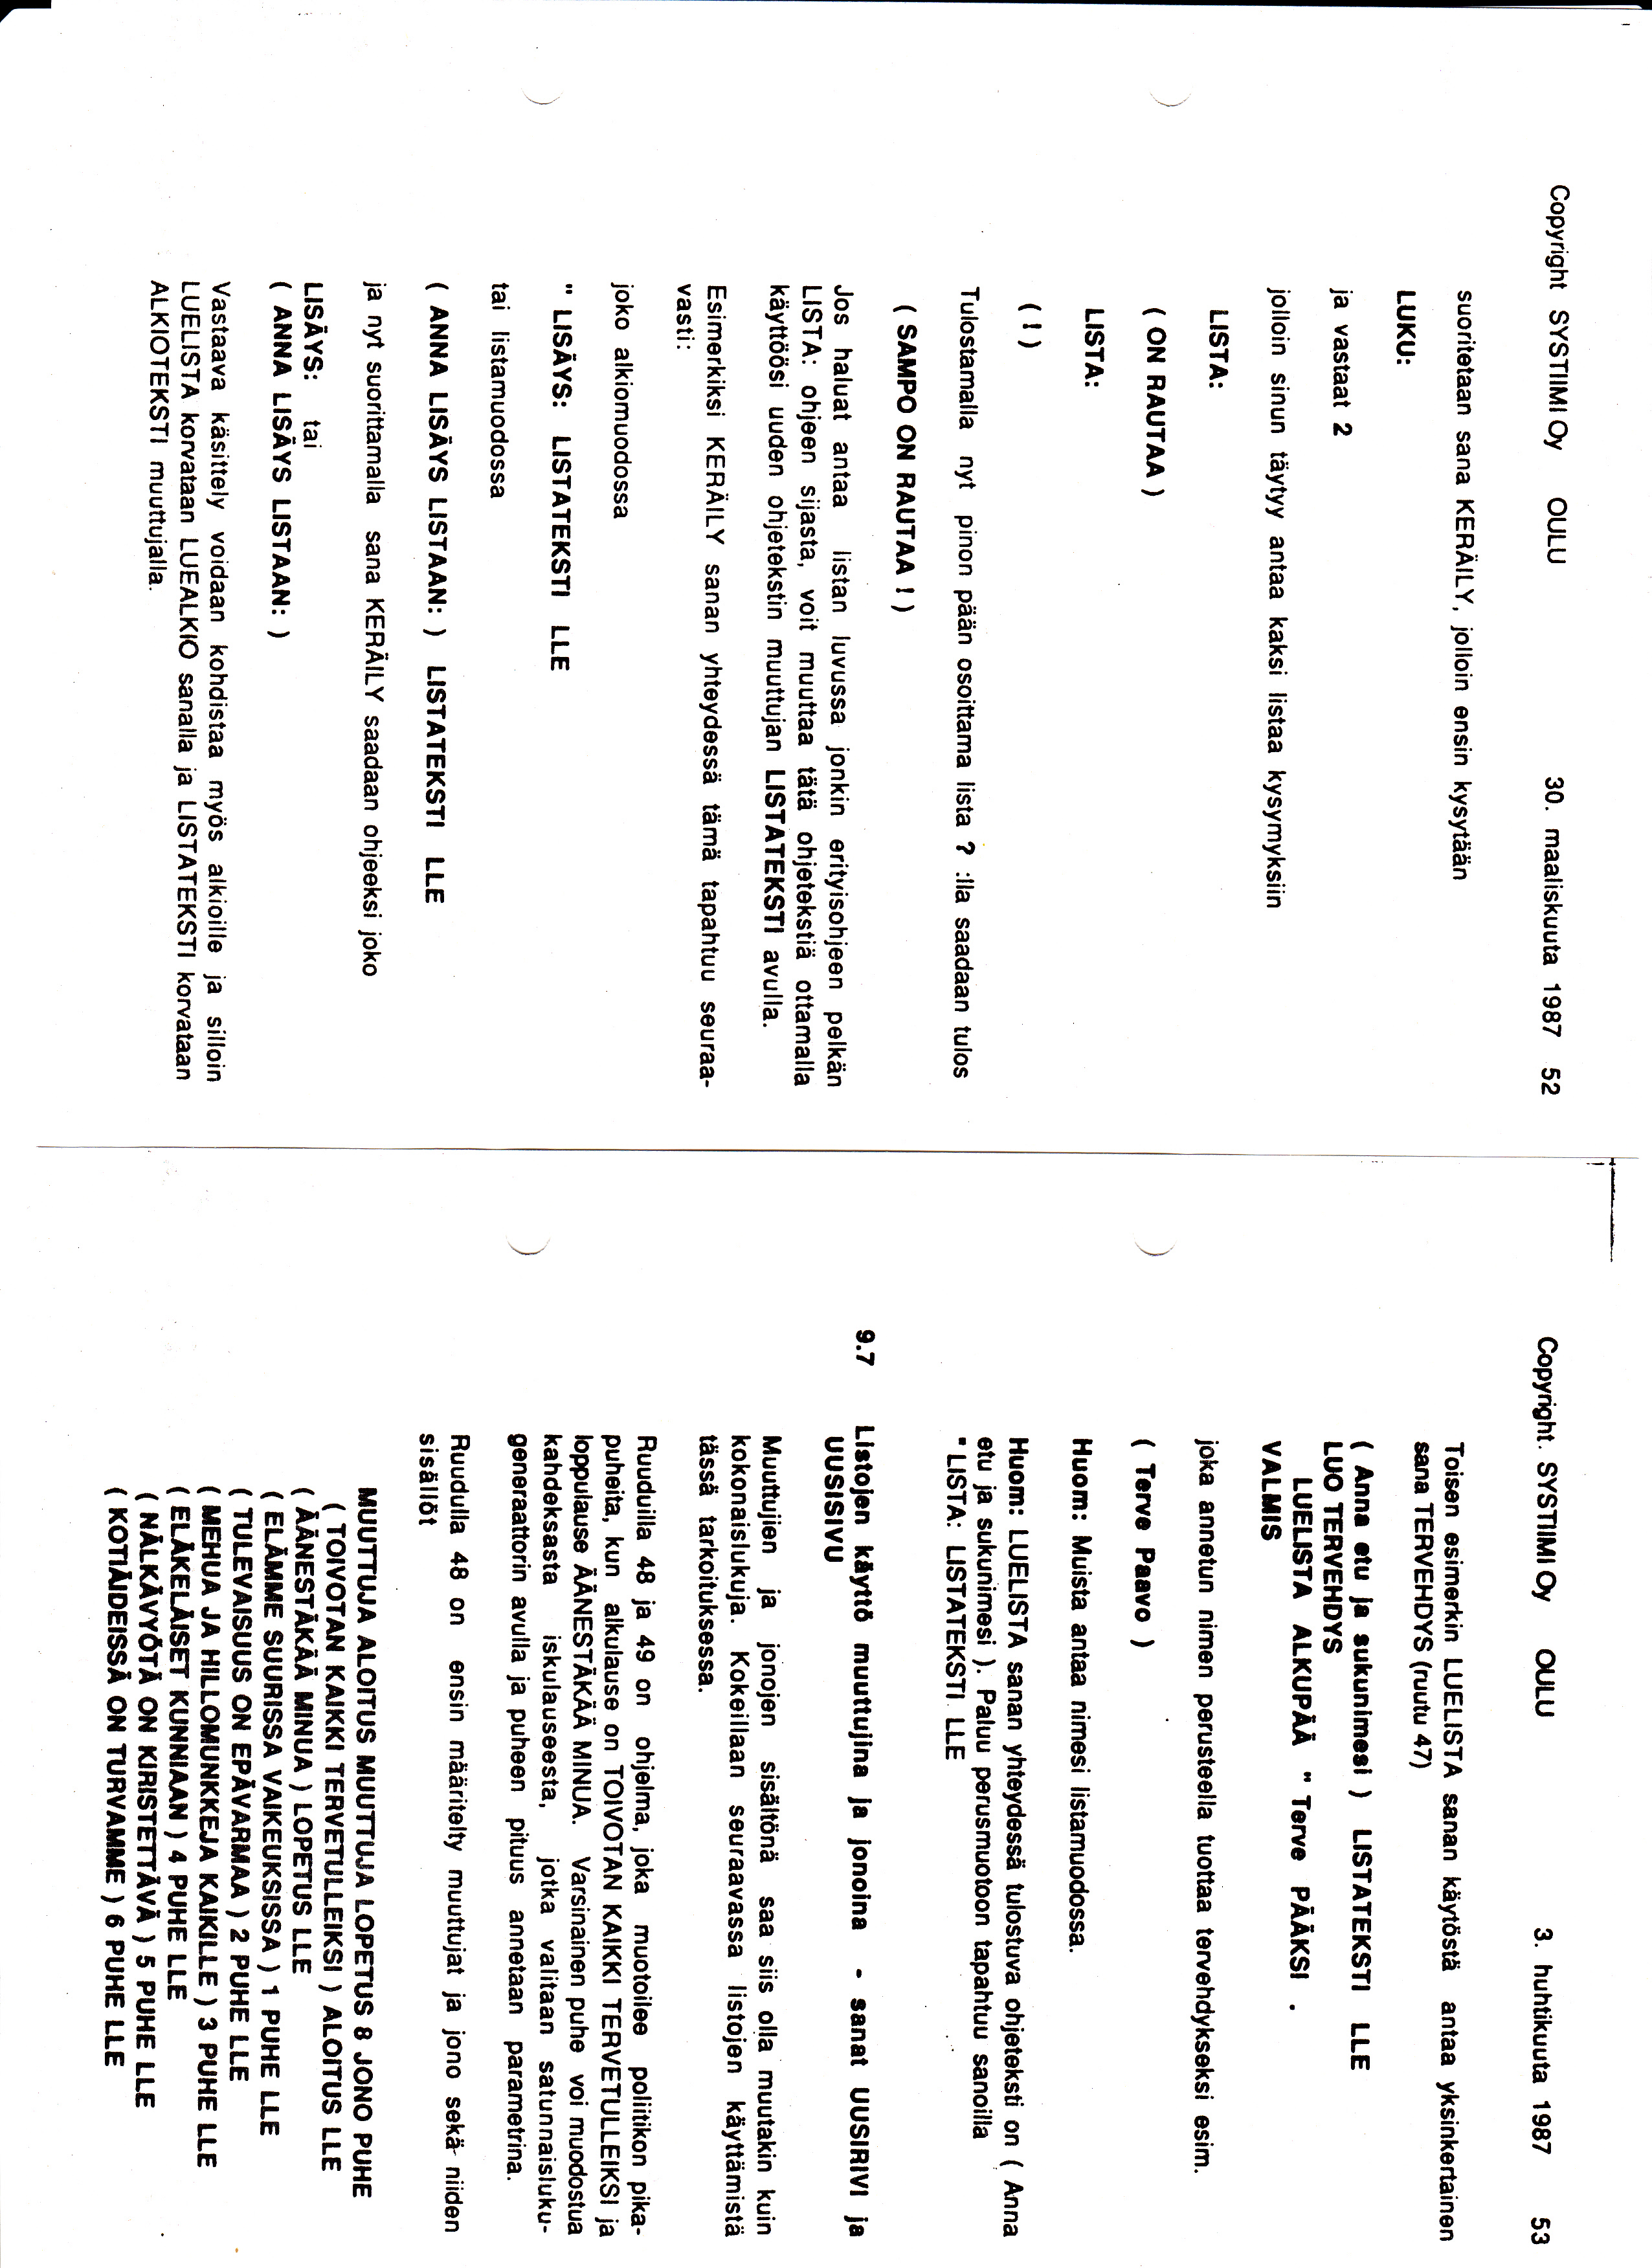 Copyright SYSTIIMI Oy OULU 30. maaliskuuta 1987 52
suoritetaan sana KERÄILY, jolloin ensin kysytään
LUKU:
ja vastaat 2
jolloin sinun täytyy antaa kaksi listaa kysymyksiin
LISTA:
( ON RAUTAA )
LISTA:
( ! )
Tulostamalla nyt pinon pään osoittama lista ? :lla saadaan tulos
( SAMPO ON RAUTAA ! )
Jos haluat antaa listan luvussa jonkin erityisohjeen pelkän
LISTA: ohjeen sijasta, voit muuttaa tätä ohjetekstiä ottamalla
käyttöösi uuden ohjetekstin muuttujan LISTATEKSTI avulla.
Esimerkiksi KERÄILY sanan yhteydessä tämä tapahtuu seuraa-
vasti:
joko alkiomuodossa
" LISÄYS: LISTATEKSTI LLE
tai listamuodossa
( ANNA LISÄYS LISTAAN: ) LISTATEKSTI LLE
ja nyt suorittamalla sana KERÄILY saadaan ohjeeksi joko
LISÄYS: tai
( ANNA LISÄYS LISTAAN: )
Vastaava käsittely voidaan kohdistaa myös alkioille ja silloin
LUELISTA korvataan LUEALKIO sanalla ja LISTATEKSTI korvataan
ALKIOTEKSTI muuttujalla.
Copyright. SYSTIIMI Oy OULU 3. huhtikuuta 1987 53
Toisen esimerkin LUELISTA sanan käytöstä antaa yksinkertainen
sana TERVEHDYS (ruutu 47)
( Anna etu ja sukunimesi ) LISTATEKSTI LLE
LUO TERVEHDYS
LUELISTA ALKUPÄÄ " Terve PÄÄKSI .
VALMIS
joka annetun nimen perusteella tuottaa tervehdykseksi esim.
( Terve Paavo )
Huom: Muista antaa nimesi listamuodossa.
Huom: LUELISTA sanan yhteydessä tulostuva ohjeteksti on ( Anna
etu ja sukunimesi ). Paluu perusmuotoon tapahtuu sanoilla
" LISTA: LISTATEKSTI LLE
9.7 Listojen käyttö muuttujina ja jonoina - sanat UUSIRIVI ja
UUSISIVU
Muuttujien ja jonojen sisältönä saa siis olla muutakin kuin
kokonaislukuja. Kokeillaan seuraavassa listojen käyttämistä
tässä tarkoituksessa.
Ruuduilla 48 ja 49 on ohjelma, joka muotoilee poliitikon pika-
puheita, kun alkulause on TOIVOTAN KAIKKI TERVETULLEIKSI ja
loppulause ÄÄNESTÄKÄÄ MINUA. Varsinainen puhe voi muodostua
kahdeksasta iskulauseesta, jotka valitaan satunnaisluku-
generaattorin avulla ja puheen pituus annetaan parametrina.
Ruudulla 48 on ensin määritelty muuttujat ja jono sekä niiden
sisällöt
MUUTTUJA ALOITUS MUUTTUJA LOPETUS 8 JONO PUHE
( TOIVOTAN KAIKKI TERVETULLEIKSI ) ALOITUS LLE
( ÄÄNESTÄKÄÄ MINUA ) LOPETUS LLE
( ELÄMME SUURISSA VAIKEUKSISSA ) 1 PUHE LLE
( TULEVAISUUS ON EPÄVARMAA ) 2 PUHE LLE
( MEHUA JA HILLOMUNKKEJA KAIKILLE ) 3 PUHE LLE
( ELÄKELÄISET KUNNIAAN ) 4 PUHE LLE
( NÄLKÄVYÖTÄ ON KIRISTETTÄVÄ ) 5 PUHE LLE
( KOTIÄIDEISSÄ ON TURVAMME ) 6 PUHE LLE